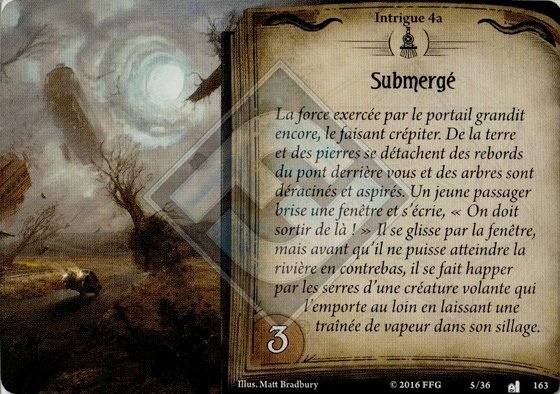 Intrigue 4a
Submergé
La force exercée par le portail grandit
encore, le faisant crépiter. De la terre
et des pierres se détachent des rebords
du pont derrière vous et des arbres sont
déracinés et aspirés. Un jeune passager
brise une fenêtre et s'écrie, « On doit
sortir de là ! » Il se glisse par la fenêtre,
mais avant qu'il ne puisse atteindre la
rivière en contrebas, il se fait happer
par les serres d'une créature volante qui
l'emporte au loin en laissant une
traînée de vapeur dans son sillage.
3
Illus. Matt Bradbury © 2016 FFG 5/36 163